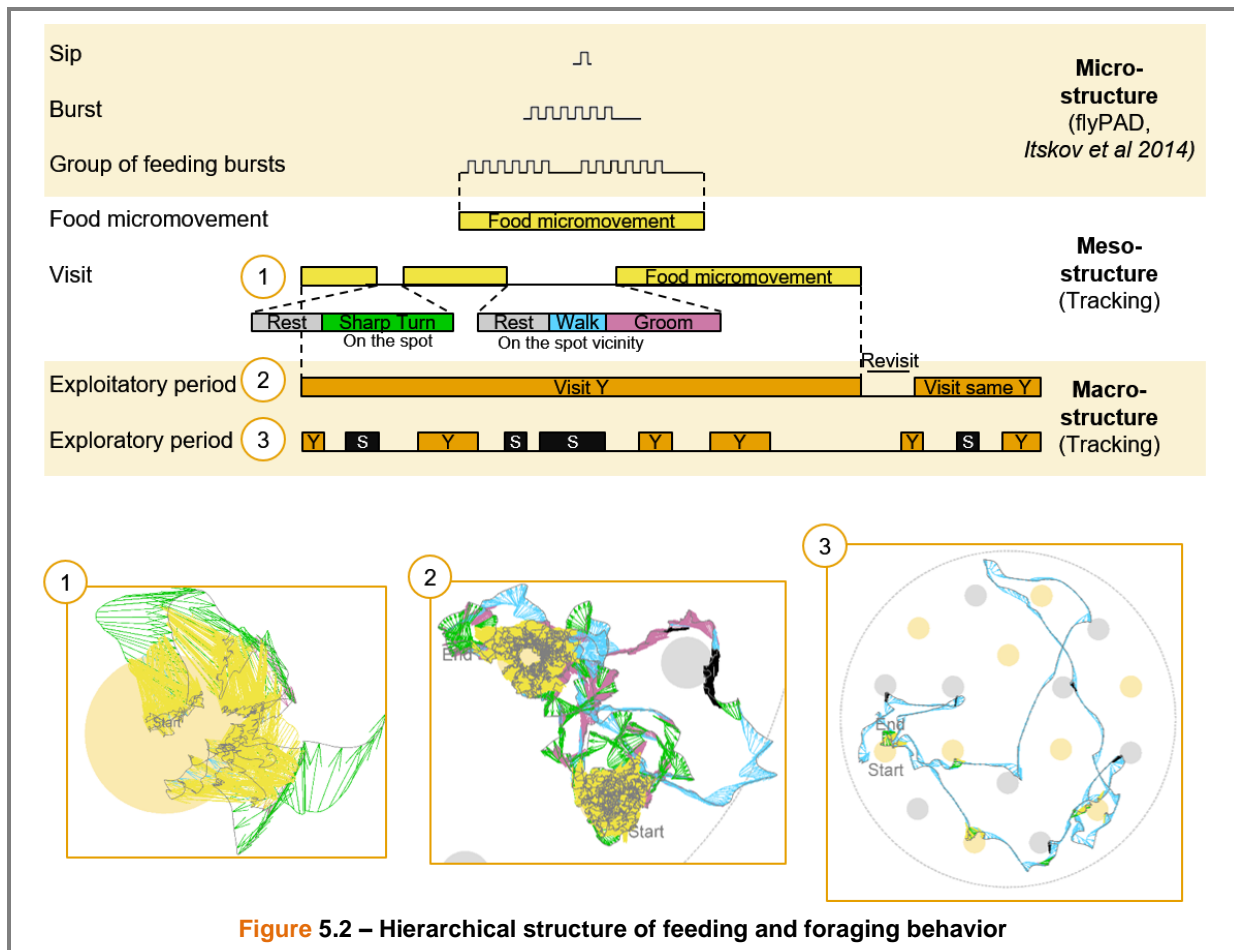 Sip
Burst
Group of feeding bursts
Micro-
structure
(flyPAD,
Itskov et al 2014)
Food micromovement
Food micromovement
Visit
1
Food micromovement
Rest Sharp Turn
On the spot
Rest Walk Groom
On the spot vicinity
Meso-
structure
(Tracking)
Revisit
Exploitatory period 2 Visit Y Visit same Y
Exploratory period 3 Y S Y S S Y Y Y S Y
Macro-
structure
(Tracking)
1
Start
2
End
Start
3
End
Start
Figure 5.2 – Hierarchical structure of feeding and foraging behavior